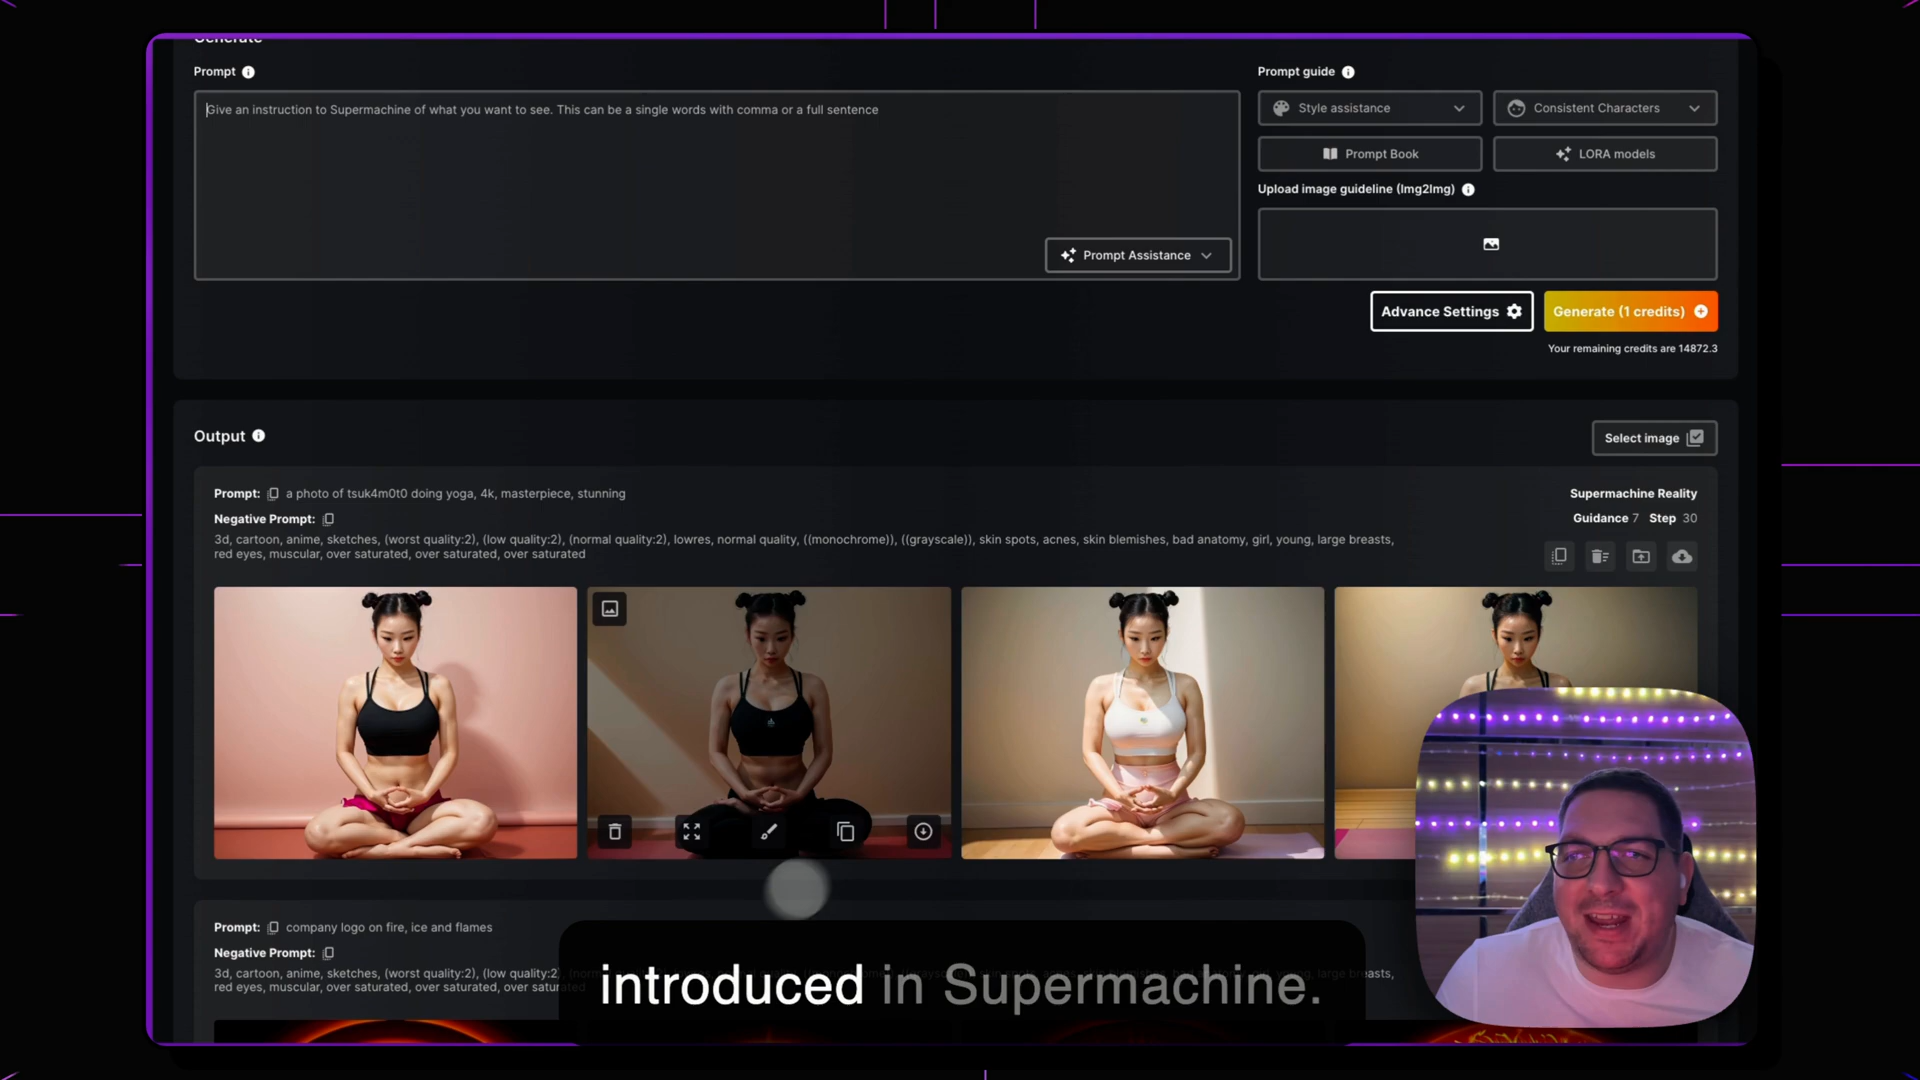 Generate
Prompt
Give an instruction to Supermachine of what you want to see. This can be a single words with comma or a full sentence
Prompt Assistance
Prompt guide
Style assistance
Consistent Characters
Prompt Book
LORA models
Upload image guideline (Img2Img)
Advance Settings
Generate (1 credits)
Your remaining credits are 14872.3
Output
Select image
Prompt: a photo of tsuk4m0t0 doing yoga, 4k, masterpiece, stunning
Supermachine Reality
Negative Prompt:
Guidance 7 Step 30
3d, cartoon, anime, sketches, (worst quality:2), (low quality:2), (normal quality:2), lowres, normal quality, ((monochrome)), ((grayscale)), skin spots, acnes, skin blemishes, bad anatomy, girl, young, large breasts,
red eyes, muscular, over saturated, over saturated, over saturated
Prompt: company logo on fire, ice and flames
Negative Prompt:
3d, cartoon, anime, sketches, (worst quality:2), (low quality:2)
large breasts,
red eyes, muscular, over saturated, over saturated, over saturated
introduced in Supermachine.